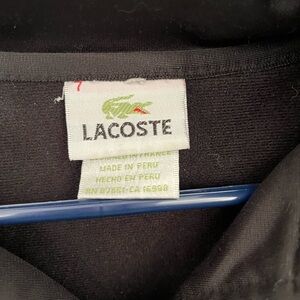 LACOSTE
IN FRANCE
MADE IN PERU
HECHO EN PERU